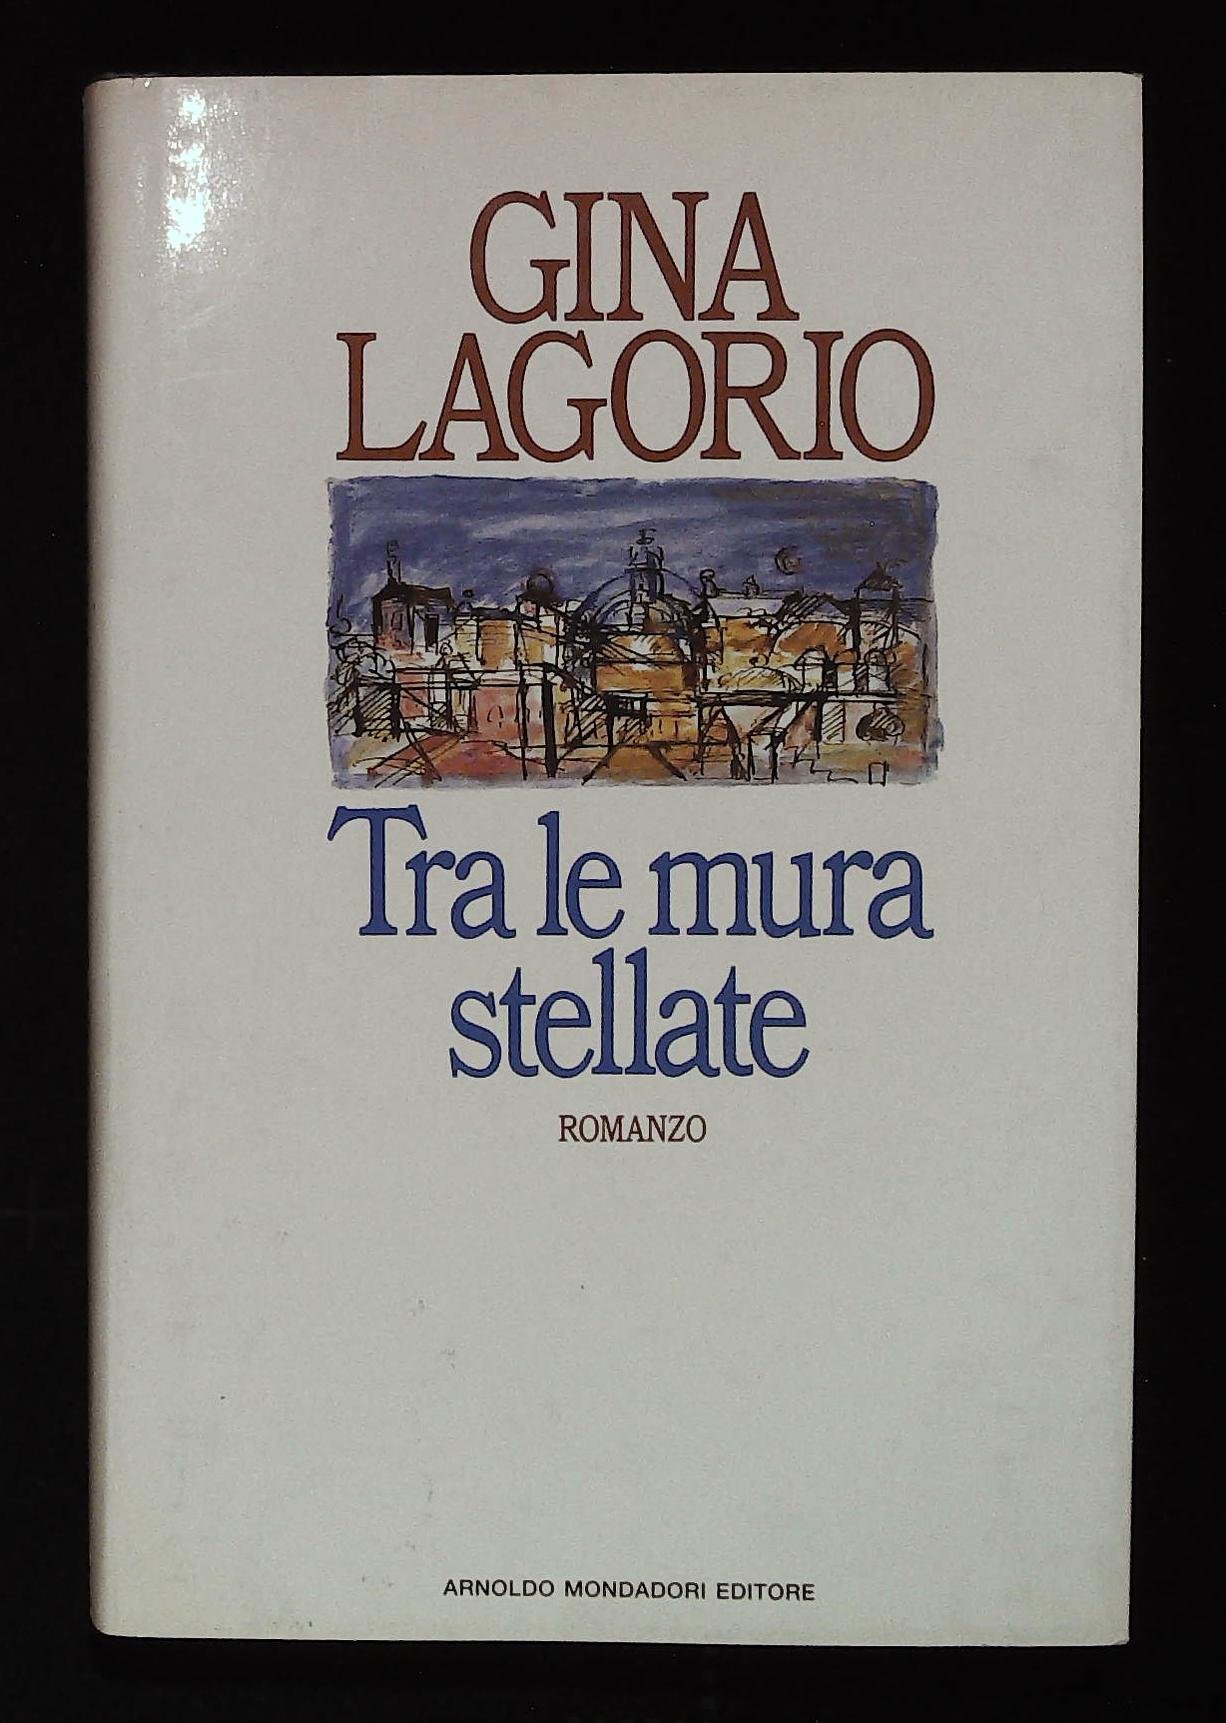 GINA
LAGORIO
Tra le mura
stellate
ROMANZO
ARNOLDO MONDADORI EDITORE